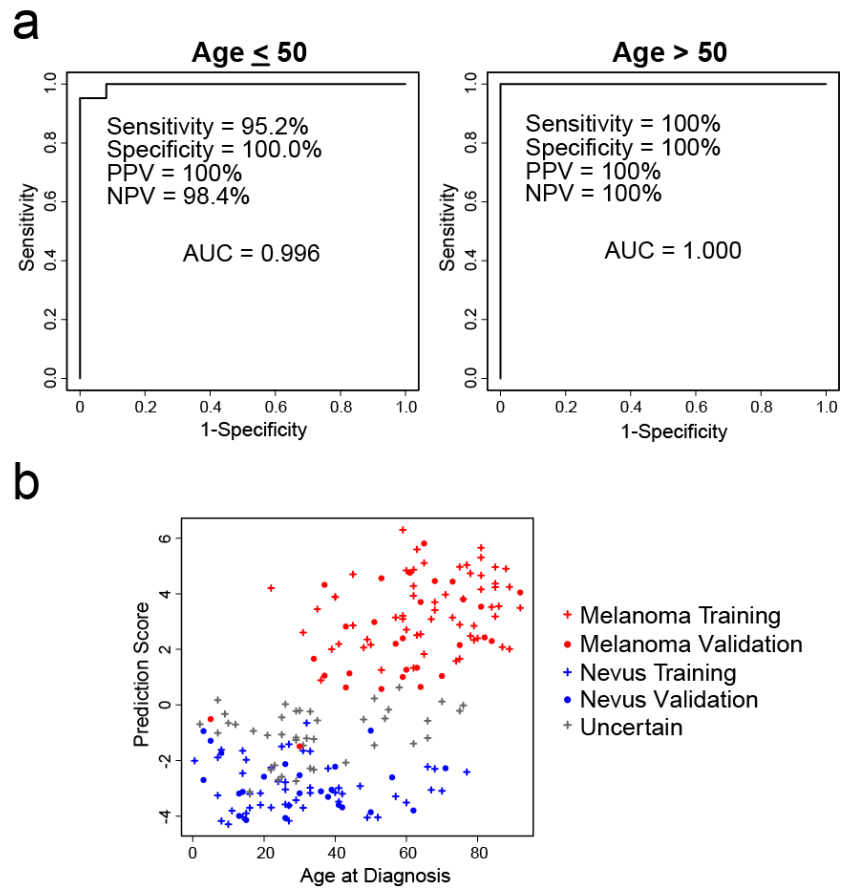 a
Age ≤ 50
Sensitivity
1.0
0.8
0.6
0.4
0.2
0.0
Sensitivity = 95.2%
Specificity = 100.0%
PPV = 100%
NPV = 98.4%
AUC = 0.996
0 0.2 0.4 0.6 0.8 1.0
1-Specificity
Age > 50
Sensitivity
1.0
0.8
0.6
0.4
0.2
0.0
Sensitivity = 100%
Specificity = 100%
PPV = 100%
NPV = 100%
AUC = 1.000
0 0.2 0.4 0.6 0.8 1.0
1-Specificity
b
Prediction Score
6
4
2
0
-2
-4
0 20 40 60 80
Age at Diagnosis
Melanoma Training
Melanoma Validation
Nevus Training
Nevus Validation
Uncertain